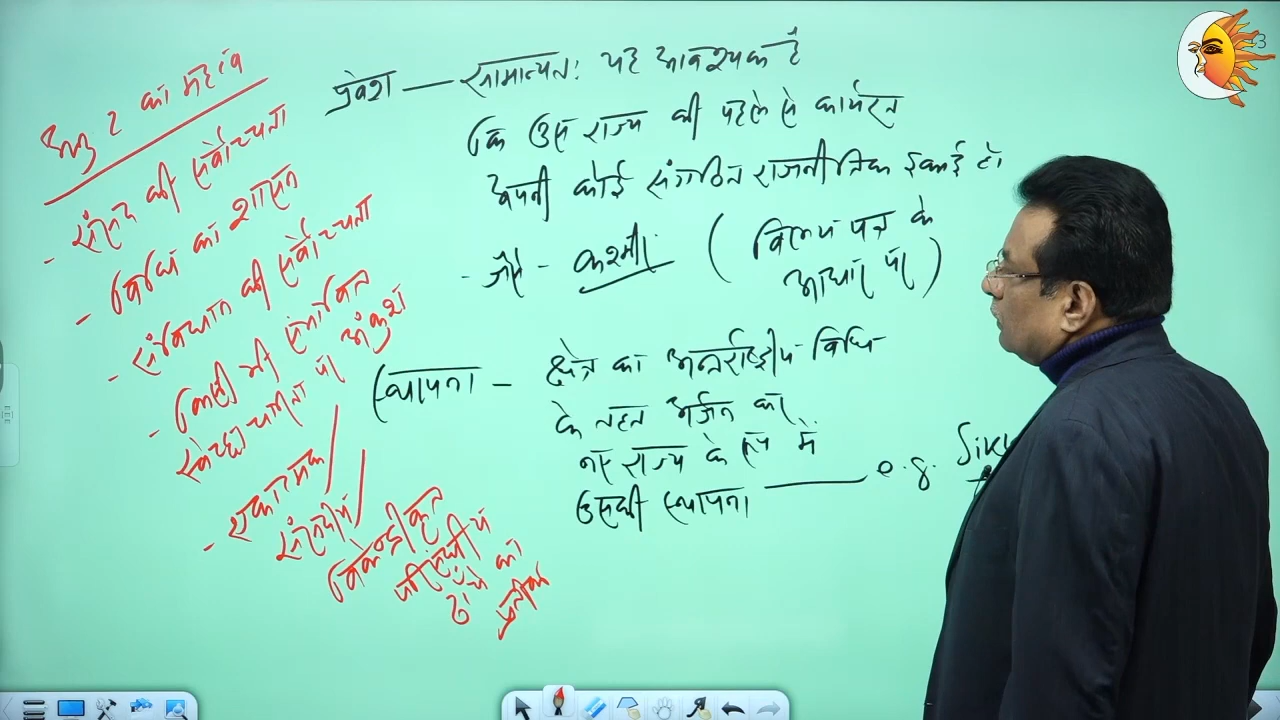 अनु 2 का महत्व
- संसद की सर्वोच्चता
- विधि का शासन
- संविधान की सर्वोच्चता
- किसी भी संभावित
स्वेच्छाचारिता पर अंकुश
- एकात्मक /
संसदीय /
विकेन्द्रीकृत
परिसंघीय
ढाँचे का
प्रतीक
प्रवेश — सामान्यतः यह आवश्यक है
कि उस राज्य की पहले से कार्यरत
अपनी कोई संगठित राजनीतिक इकाई हो
- जैसे - कश्मीर ( विलय पत्र के
आधार पर )
स्थापना - क्षेत्र का अन्तर्राष्ट्रीय विधि
के तहत अर्जन कर
नए राज्य के रूप में
उसकी स्थापना — e.g. Sikk